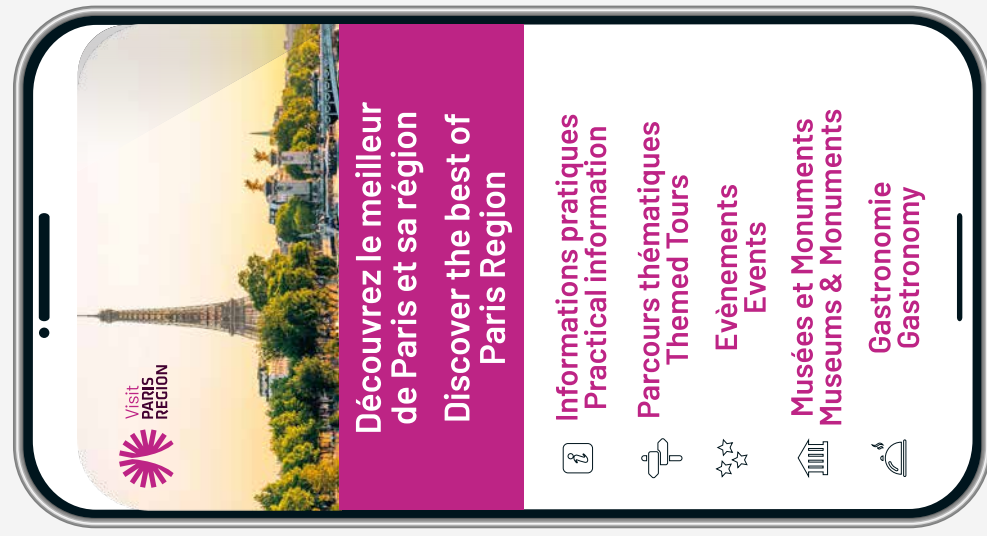 Visit
PARIS
REGION
Découvrez le meilleur
de Paris et sa région
Discover the best of
Paris Region
Informations pratiques
Practical information
Parcours thématiques
Themed Tours
Evènements
Events
Musées et Monuments
Museums & Monuments
Gastronomie
Gastronomy